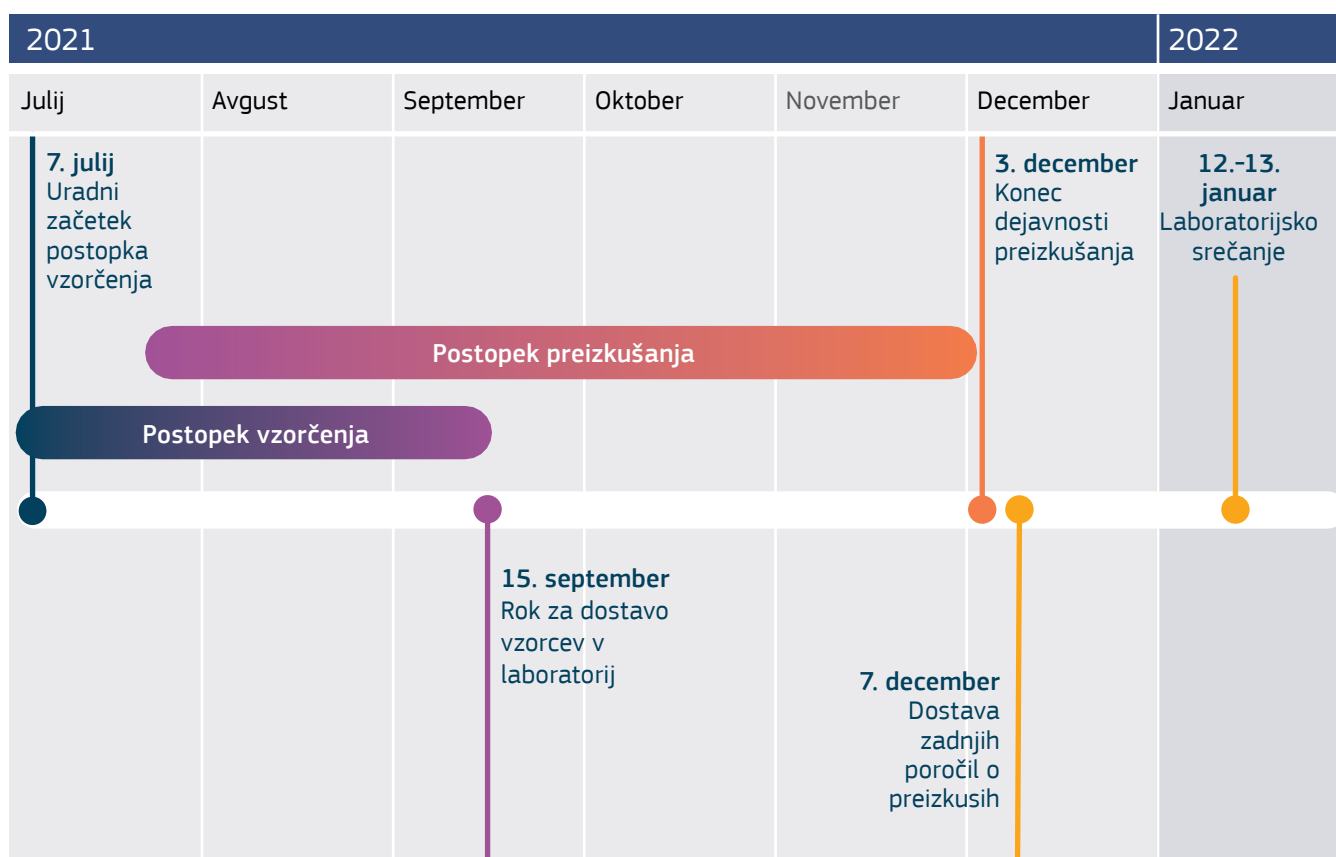 2021
2022
Julij
Avgust
September
Oktober
November
December
Januar
7. julij
Uradni
začetek
postopka
vzorčenja
3. december
Konec
dejavnosti
preizkušanja
12.-13.
januar
Laboratorijsko
srečanje
Postopek preizkušanja
Postopek vzorčenja
15. september
Rok za dostavo
vzorcev v
laboratorij
7. december
Dostava
zadnjih
poročil o
preizkusih